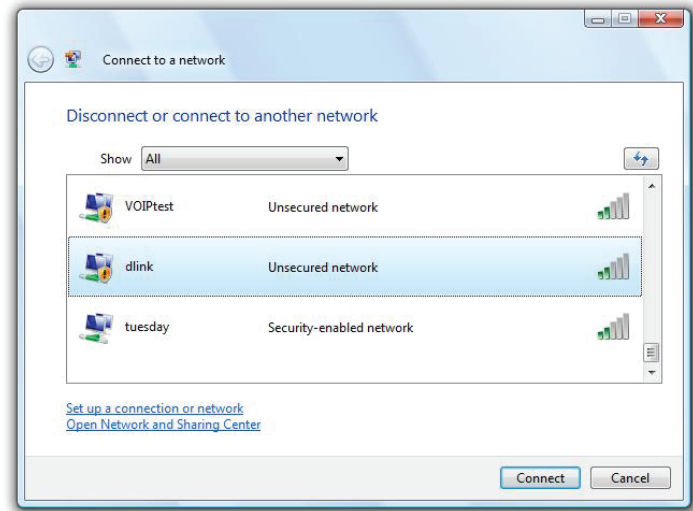 Connect to a network
Disconnect or connect to another network
Show All
VOIPtest Unsecured network
dlink Unsecured network
tuesday Security-enabled network
Set up a connection or network
Open Network and Sharing Center
Connect Cancel